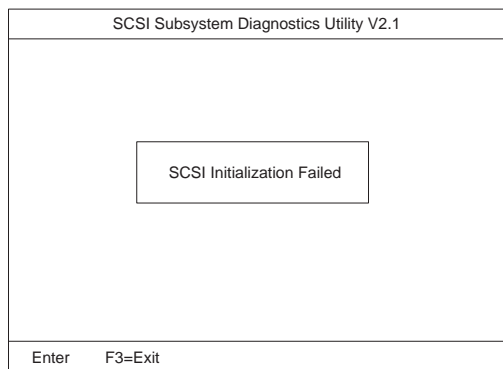 SCSI Subsystem Diagnostics Utility V2.1
SCSI Initialization Failed
Enter F3=Exit